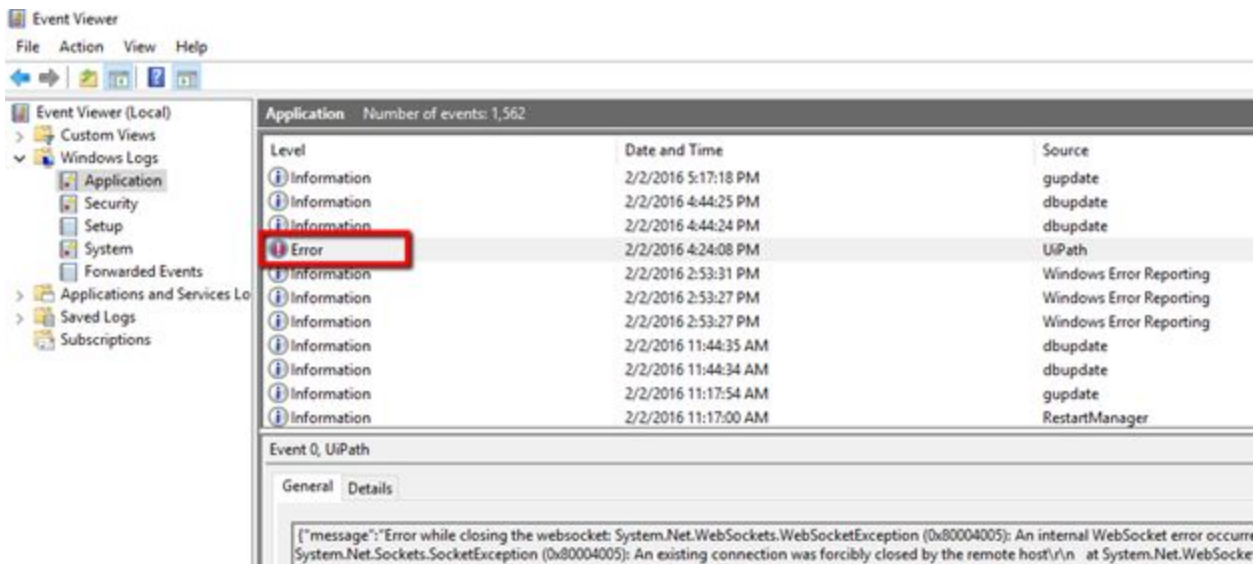 Event Viewer
File Action View Help
Event Viewer (Local)
Custom Views
Windows Logs
Application
Security
Setup
System
Forwarded Events
Applications and Services Lo
Saved Logs
Subscriptions
Application Number of events: 1,562
Level Date and Time Source
Information 2/2/2016 5:17:18 PM gupdate
Information 2/2/2016 4:44:25 PM dbupdate
Information 2/2/2016 4:44:24 PM dbupdate
Error 2/2/2016 4:24:08 PM UiPath
Information 2/2/2016 2:53:31 PM Windows Error Reporting
Information 2/2/2016 2:53:27 PM Windows Error Reporting
Information 2/2/2016 2:53:27 PM Windows Error Reporting
Information 2/2/2016 11:44:35 AM dbupdate
Information 2/2/2016 11:44:34 AM dbupdate
Information 2/2/2016 11:17:54 AM gupdate
Information 2/2/2016 11:17:00 AM RestartManager
Event 0, UiPath
General Details
{"message":"Error while closing the websocket: System.Net.WebSockets.WebSocketException (0x80004005): An internal WebSocket error occurre
System.Net.Sockets.SocketException (0x80004005): An existing connection was forcibly closed by the remote host\r\n at System.Net.WebSocke